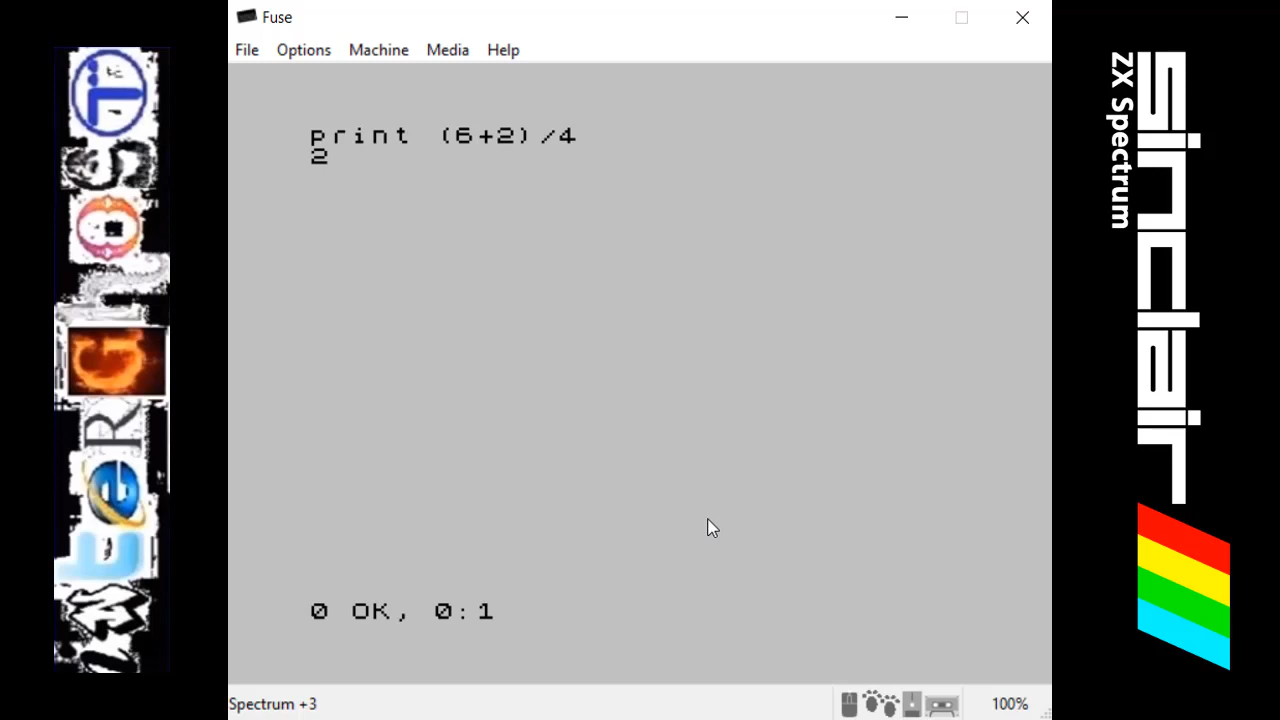 Fuse
File Options Machine Media Help
print (6+2)/4
2
0 OK, 0:1
Spectrum +3
100%
sinclair
ZX Spectrum